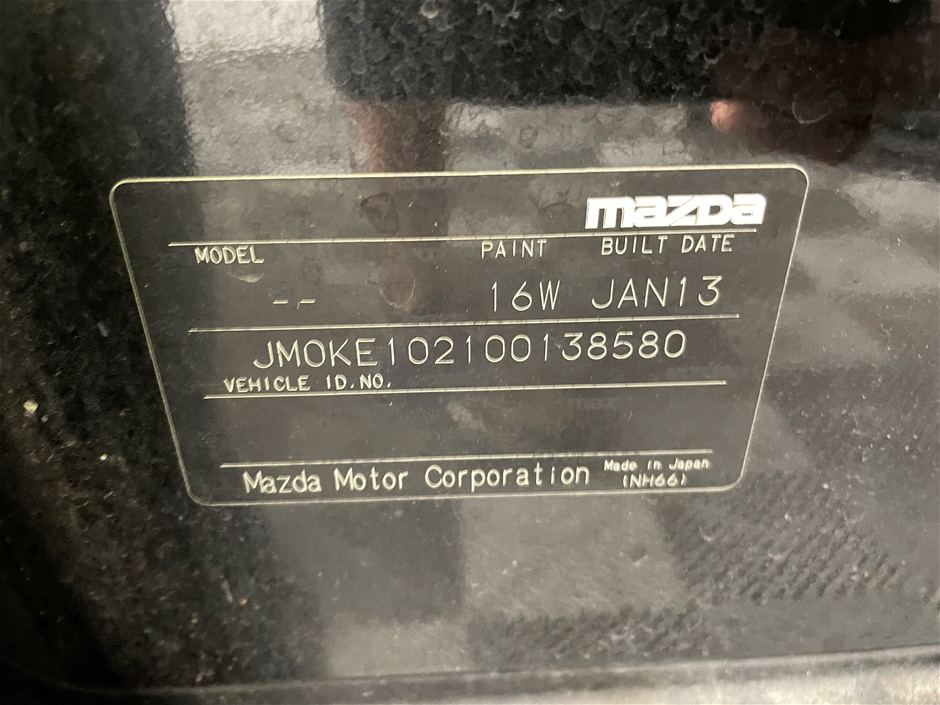 mazda
MODEL PAINT BUILT DATE
-- 16W JAN13
JM0KE102100138580
VEHICLE ID.NO.
Mazda Motor Corporation Made in Japan
(NH66)